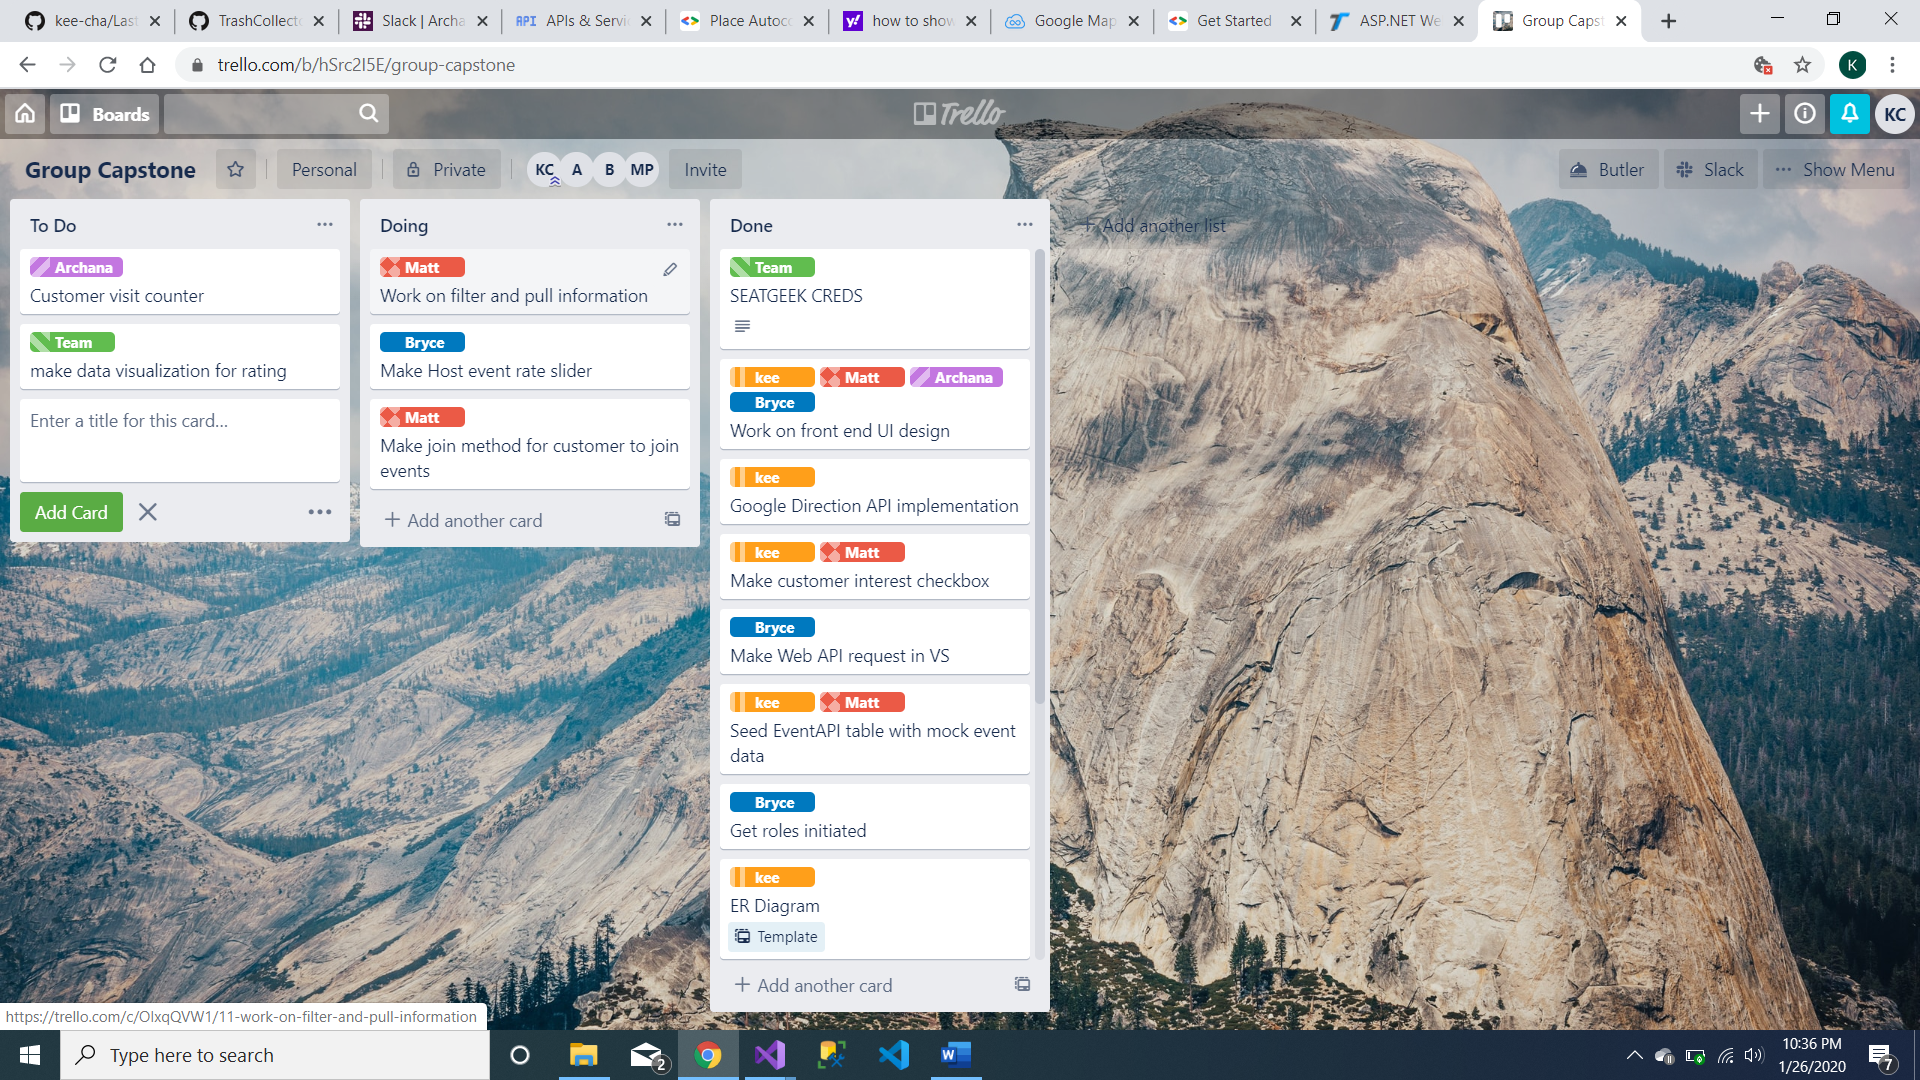 kee-cha/Last
TrashCollecto
Slack | Archa
API APIs & Servic
Place Autoco
how to show
Google Map
Get Started
ASP.NET We
Group Capst
trello.com/b/hSrc2I5E/group-capstone
K
Boards
Trello
KC
Group Capstone
Personal
Private
KC A B MP
Invite
Butler
Slack
Show Menu
To Do
Archana
Customer visit counter
Team
make data visualization for rating
Enter a title for this card...
Add Card
Doing
Matt
Work on filter and pull information
Bryce
Make Host event rate slider
Matt
Make join method for customer to join
events
+ Add another card
Done
Team
SEATGEEK CREDS
kee Matt Archana
Bryce
Work on front end UI design
kee
Google Direction API implementation
kee Matt
Make customer interest checkbox
Bryce
Make Web API request in VS
kee Matt
Seed EventAPI table with mock event
data
Bryce
Get roles initiated
kee
ER Diagram
Template
+ Add another card
+ Add another list
https://trello.com/c/OlxqQVW1/11-work-on-filter-and-pull-information
Type here to search
2
W
10:36 PM
1/26/2020
7